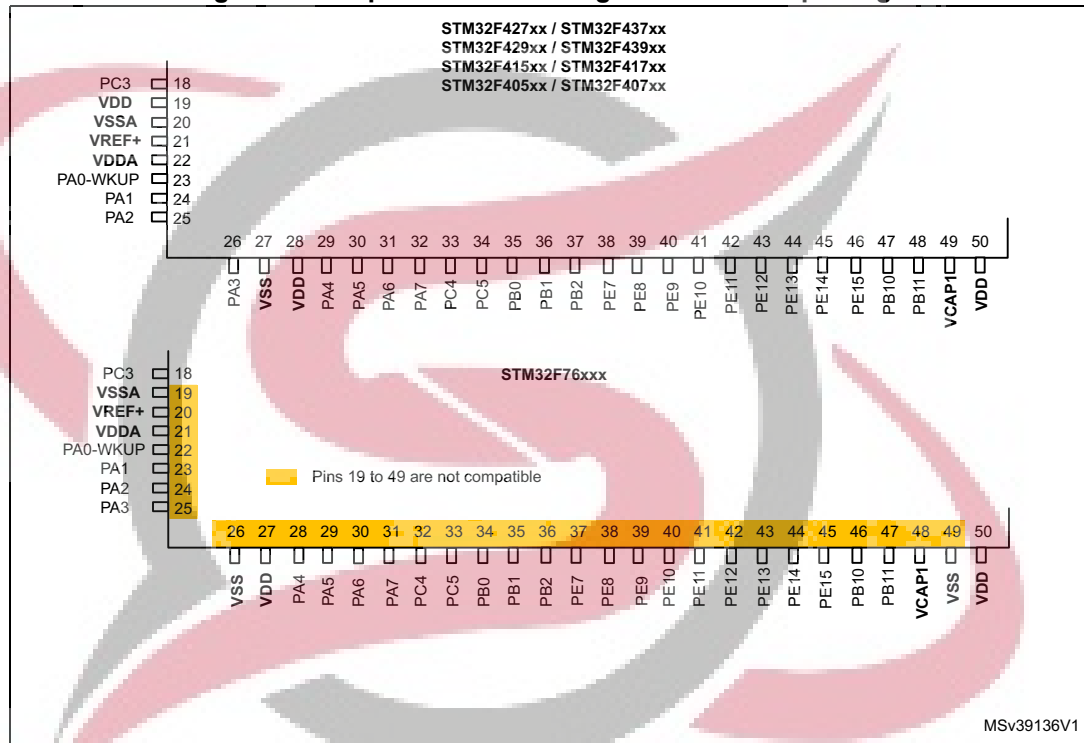 STM32F427xx / STM32F437xx
STM32F429xx / STM32F439xx
STM32F415xx / STM32F417xx
STM32F405xx / STM32F407xx
PC3 18
VDD 19
VSSA 20
VREF+ 21
VDDA 22
PA0-WKUP 23
PA1 24
PA2 25
26 27 28 29 30 31 32 33 34 35 36 37 38 39 40 41 42 43 44 45 46 47 48 49 50
PA3 VSS VDD PA4 PA5 PA6 PA7 PC4 PC5 PB0 PB1 PB2 PE7 PE8 PE9 PE10 PE11 PE12 PE13 PE14 PE15 PB10 PB11 VCAP1 VDD
STM32F76xxx
PC3 18
VSSA 19
VREF+ 20
VDDA 21
PA0-WKUP 22
PA1 23
PA2 24
PA3 25
Pins 19 to 49 are not compatible
26 27 28 29 30 31 32 33 34 35 36 37 38 39 40 41 42 43 44 45 46 47 48 49 50
VSS VDD PA4 PA5 PA6 PA7 PC4 PC5 PB0 PB1 PB2 PE7 PE8 PE9 PE10 PE11 PE12 PE13 PE14 PE15 PB10 PB11 VCAP1 VSS VDD
MSv39136V1